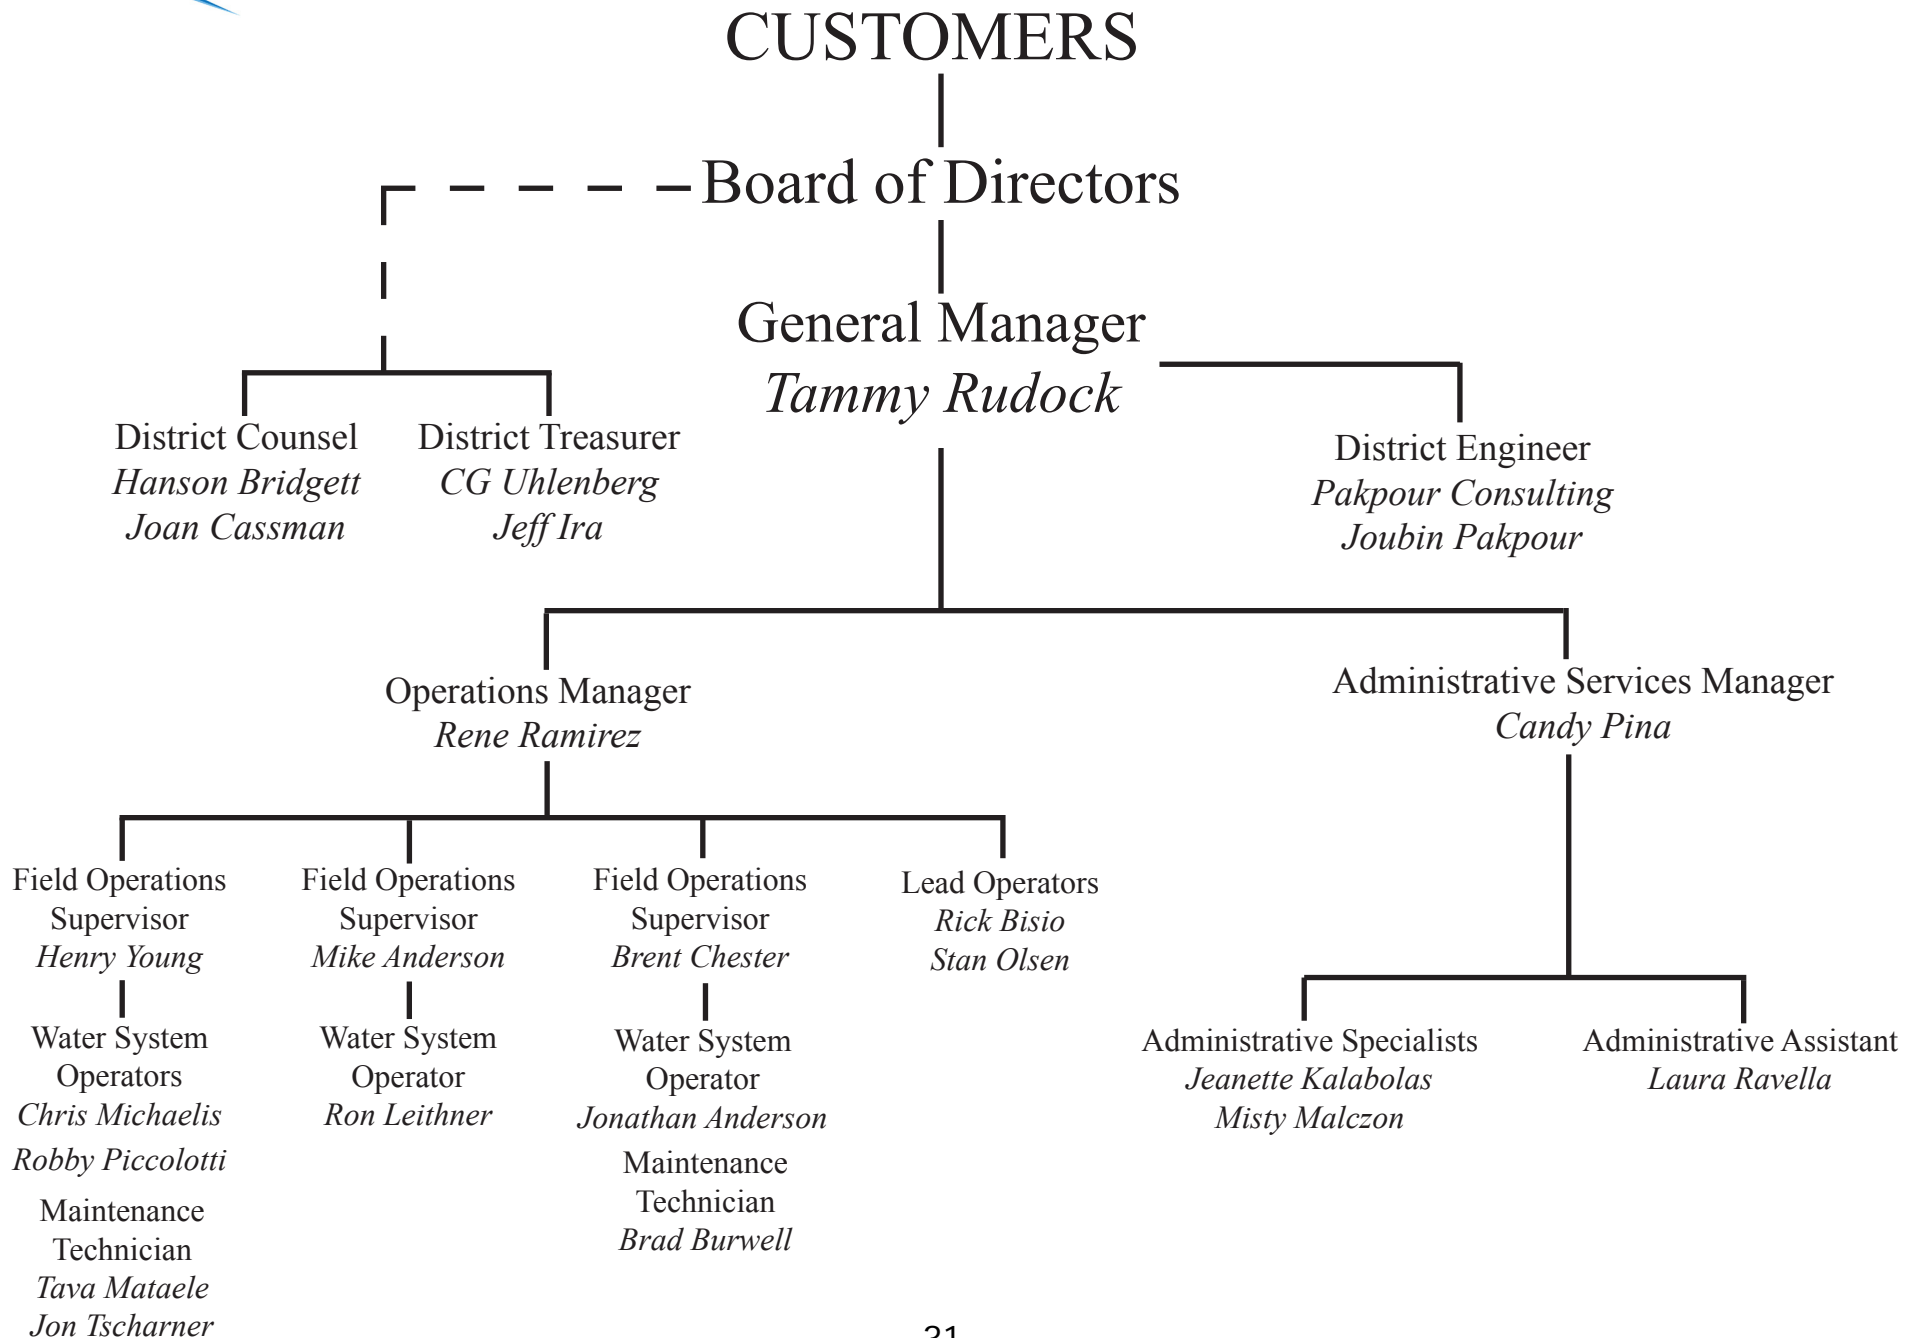 CUSTOMERS
Board of Directors
General Manager
Tammy Rudock
District Counsel
Hanson Bridgett
Joan Cassman
District Treasurer
CG Uhlenberg
Jeff Ira
District Engineer
Pakpour Consulting
Joubin Pakpour
Operations Manager
Rene Ramirez
Administrative Services Manager
Candy Pina
Field Operations
Supervisor
Henry Young
Water System
Operators
Chris Michaelis
Robby Piccolotti
Maintenance
Technician
Tava Mataele
Jon Tscharner
Field Operations
Supervisor
Mike Anderson
Water System
Operator
Ron Leithner
Field Operations
Supervisor
Brent Chester
Water System
Operator
Jonathan Anderson
Maintenance
Technician
Brad Burwell
Lead Operators
Rick Bisio
Stan Olsen
Administrative Specialists
Jeanette Kalabolas
Misty Malczon
Administrative Assistant
Laura Ravella
31